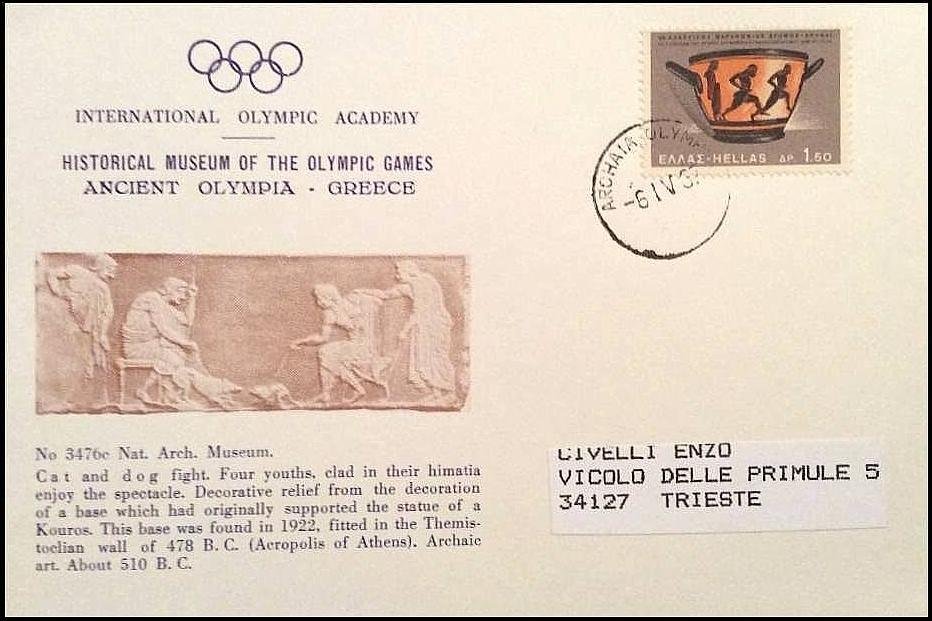 INTERNATIONAL OLYMPIC ACADEMY
HISTORICAL MUSEUM OF THE OLYMPIC GAMES
ANCIENT OLYMPIA - GREECE
ΕΛΛΑΣ-HELLAS ΔΡ. 1.50
ARCHAIA
-6 IV
No 3476c Nat. Arch. Museum.
Cat and dog fight. Four youths, clad in their himatia
enjoy the spectacle. Decorative relief from the decoration
of a base which had originally supported the statue of a
Kouros. This base was found in 1922, fitted in the Themis-
toclian wall of 478 B. C. (Acropolis of Athens). Archaic
art. About 510 B. C.
CIVELLI ENZO
VICOLO DELLE PRIMULE 5
34127 TRIESTE